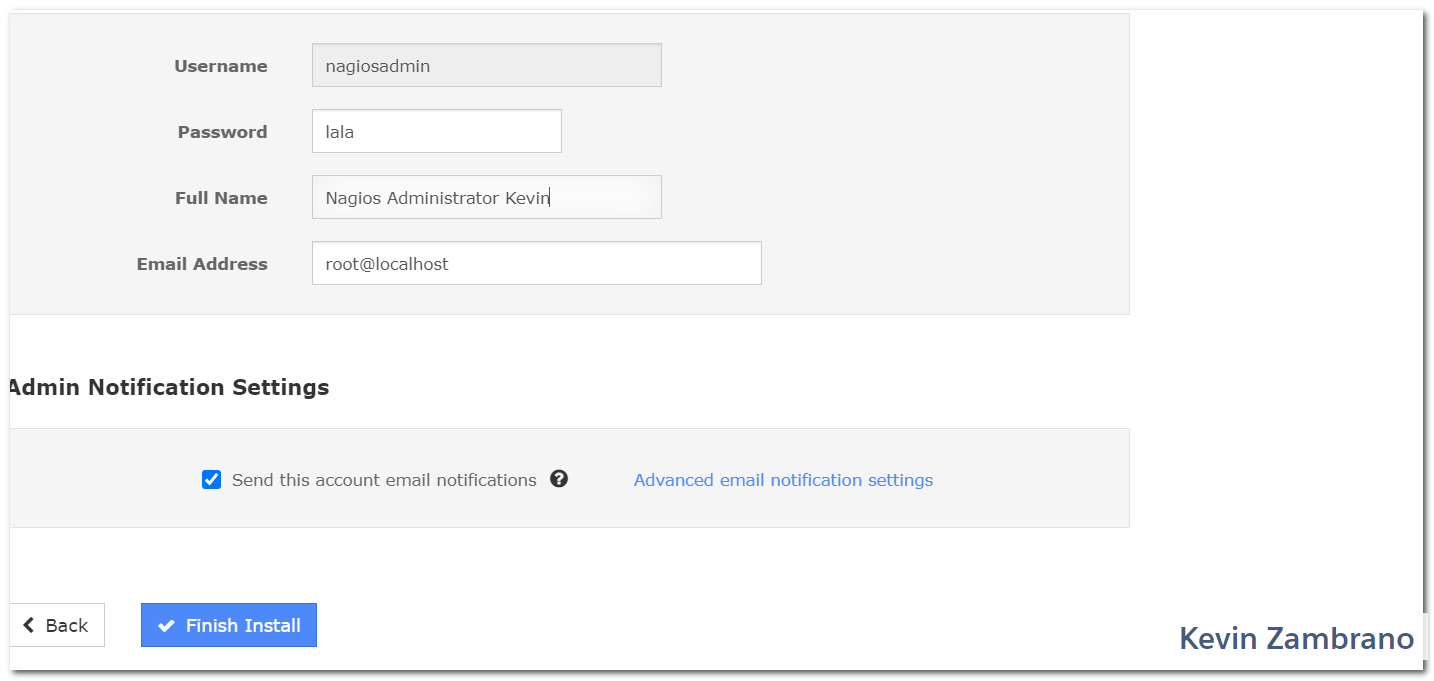 Username nagiosadmin
Password lala
Full Name Nagios Administrator Kevin
Email Address root@localhost
Admin Notification Settings
Send this account email notifications ? Advanced email notification settings
Back Finish Install
Kevin Zambrano